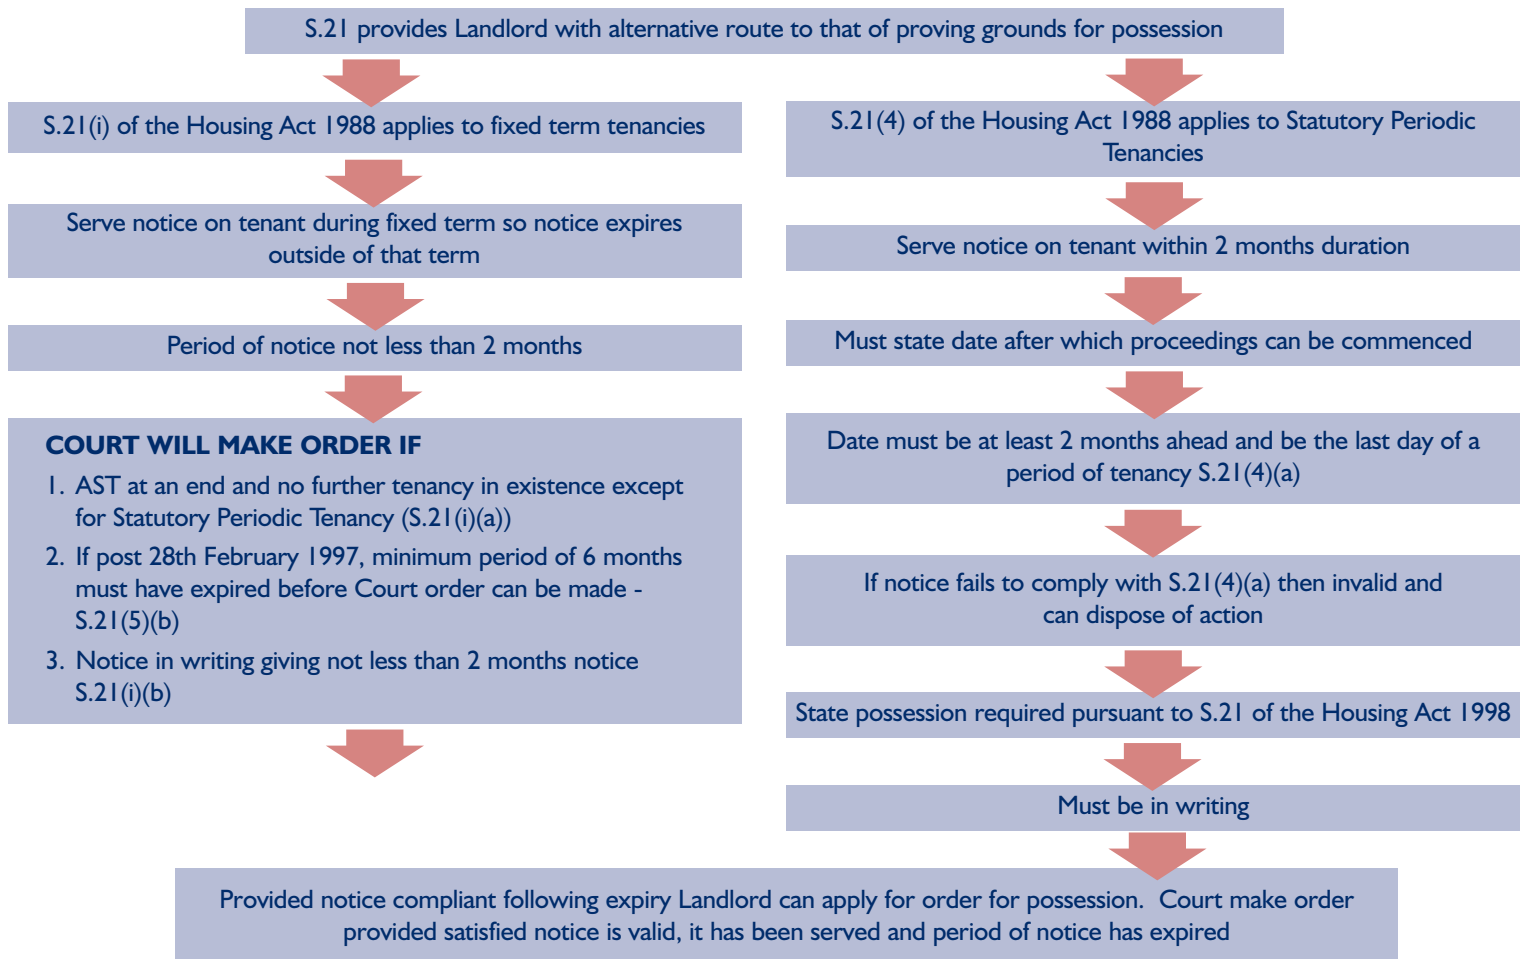 S.21 provides Landlord with alternative route to that of proving grounds for possession
S.21(i) of the Housing Act 1988 applies to fixed term tenancies
Serve notice on tenant during fixed term so notice expires
outside of that term
Period of notice not less than 2 months
COURT WILL MAKE ORDER IF
1. AST at an end and no further tenancy in existence except
for Statutory Periodic Tenancy (S.21(i)(a))
2. If post 28th February 1997, minimum period of 6 months
must have expired before Court order can be made -
S.21(5)(b)
3. Notice in writing giving not less than 2 months notice
S.21(i)(b)
S.21(4) of the Housing Act 1988 applies to Statutory Periodic
Tenancies
Serve notice on tenant within 2 months duration
Must state date after which proceedings can be commenced
Date must be at least 2 months ahead and be the last day of a
period of tenancy S.21(4)(a)
If notice fails to comply with S.21(4)(a) then invalid and
can dispose of action
State possession required pursuant to S.21 of the Housing Act 1998
Must be in writing
Provided notice compliant following expiry Landlord can apply for order for possession. Court make order
provided satisfied notice is valid, it has been served and period of notice has expired